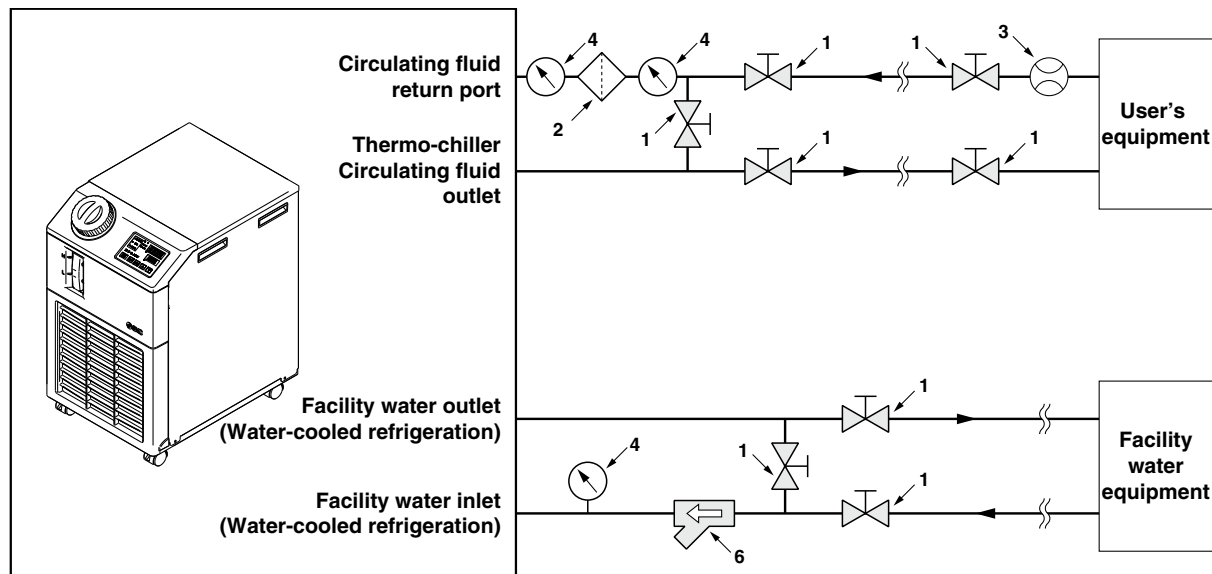 4
4
1
1
3
Circulating fluid
return port
2
1
User's
equipment
Thermo-chiller
Circulating fluid
outlet
1
1
Facility water outlet
(Water-cooled refrigeration)
1
4
1
Facility
water
equipment
Facility water inlet
(Water-cooled refrigeration)
1
6